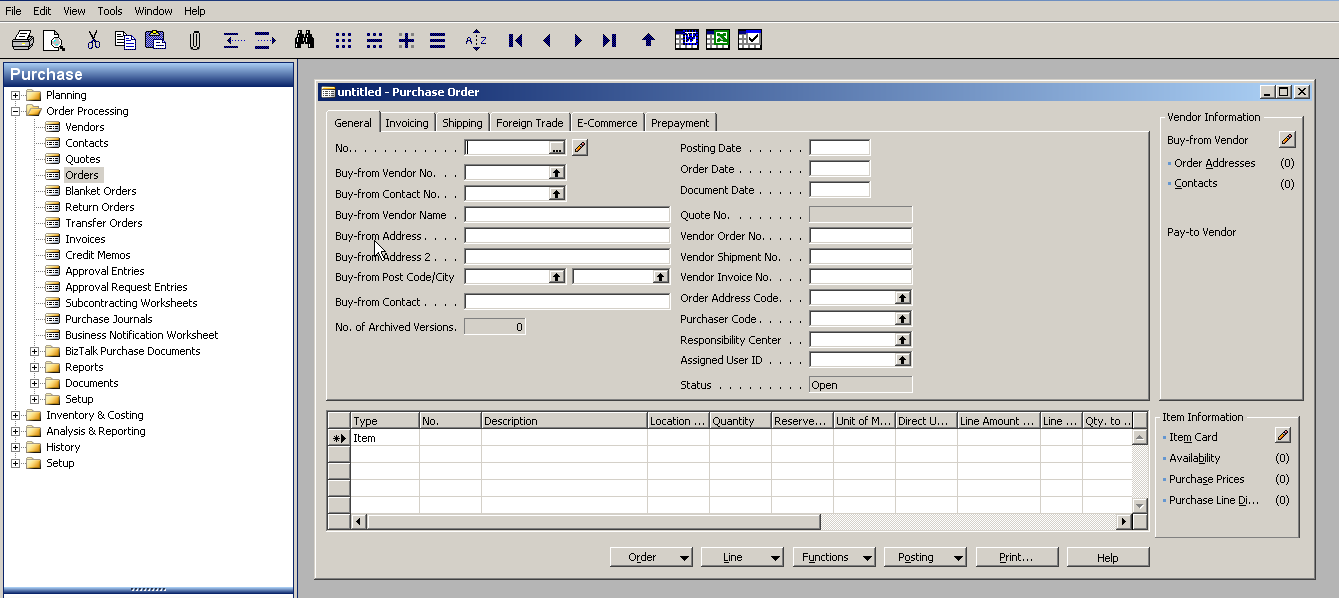 File Edit View Tools Window Help
Purchase
Planning
Order Processing
Vendors
Contacts
Quotes
Orders
Blanket Orders
Return Orders
Transfer Orders
Invoices
Credit Memos
Approval Entries
Approval Request Entries
Subcontracting Worksheets
Purchase Journals
Business Notification Worksheet
BizTalk Purchase Documents
Reports
Documents
Setup
Inventory & Costing
Analysis & Reporting
History
Setup
untitled - Purchase Order
General Invoicing Shipping Foreign Trade E-Commerce Prepayment
No. . . . . . . . . . . . ...
Buy-from Vendor No. . .
Buy-from Contact No. . .
Buy-from Vendor Name .
Buy-from Address . . . .
Buy-from Address 2 . . .
Buy-from Post Code/City
Buy-from Contact . . . .
No. of Archived Versions. 0
Posting Date . . . . . .
Order Date . . . . . . .
Document Date . . . . .
Quote No. . . . . . . .
Vendor Order No. . . . .
Vendor Shipment No. . .
Vendor Invoice No. . . .
Order Address Code. . .
Purchaser Code . . . . .
Responsibility Center . .
Assigned User ID . . . .
Status . . . . . . . . . Open
Vendor Information
Buy-from Vendor
Order Addresses (0)
Contacts (0)
Pay-to Vendor
Type No. Description Location ... Quantity Reserve... Unit of M... Direct U... Line Amount ... Line ... Qty. to ...
Item
Item Information
Item Card
Availability (0)
Purchase Prices (0)
Purchase Line Di... (0)
Order Line Functions Posting Print... Help